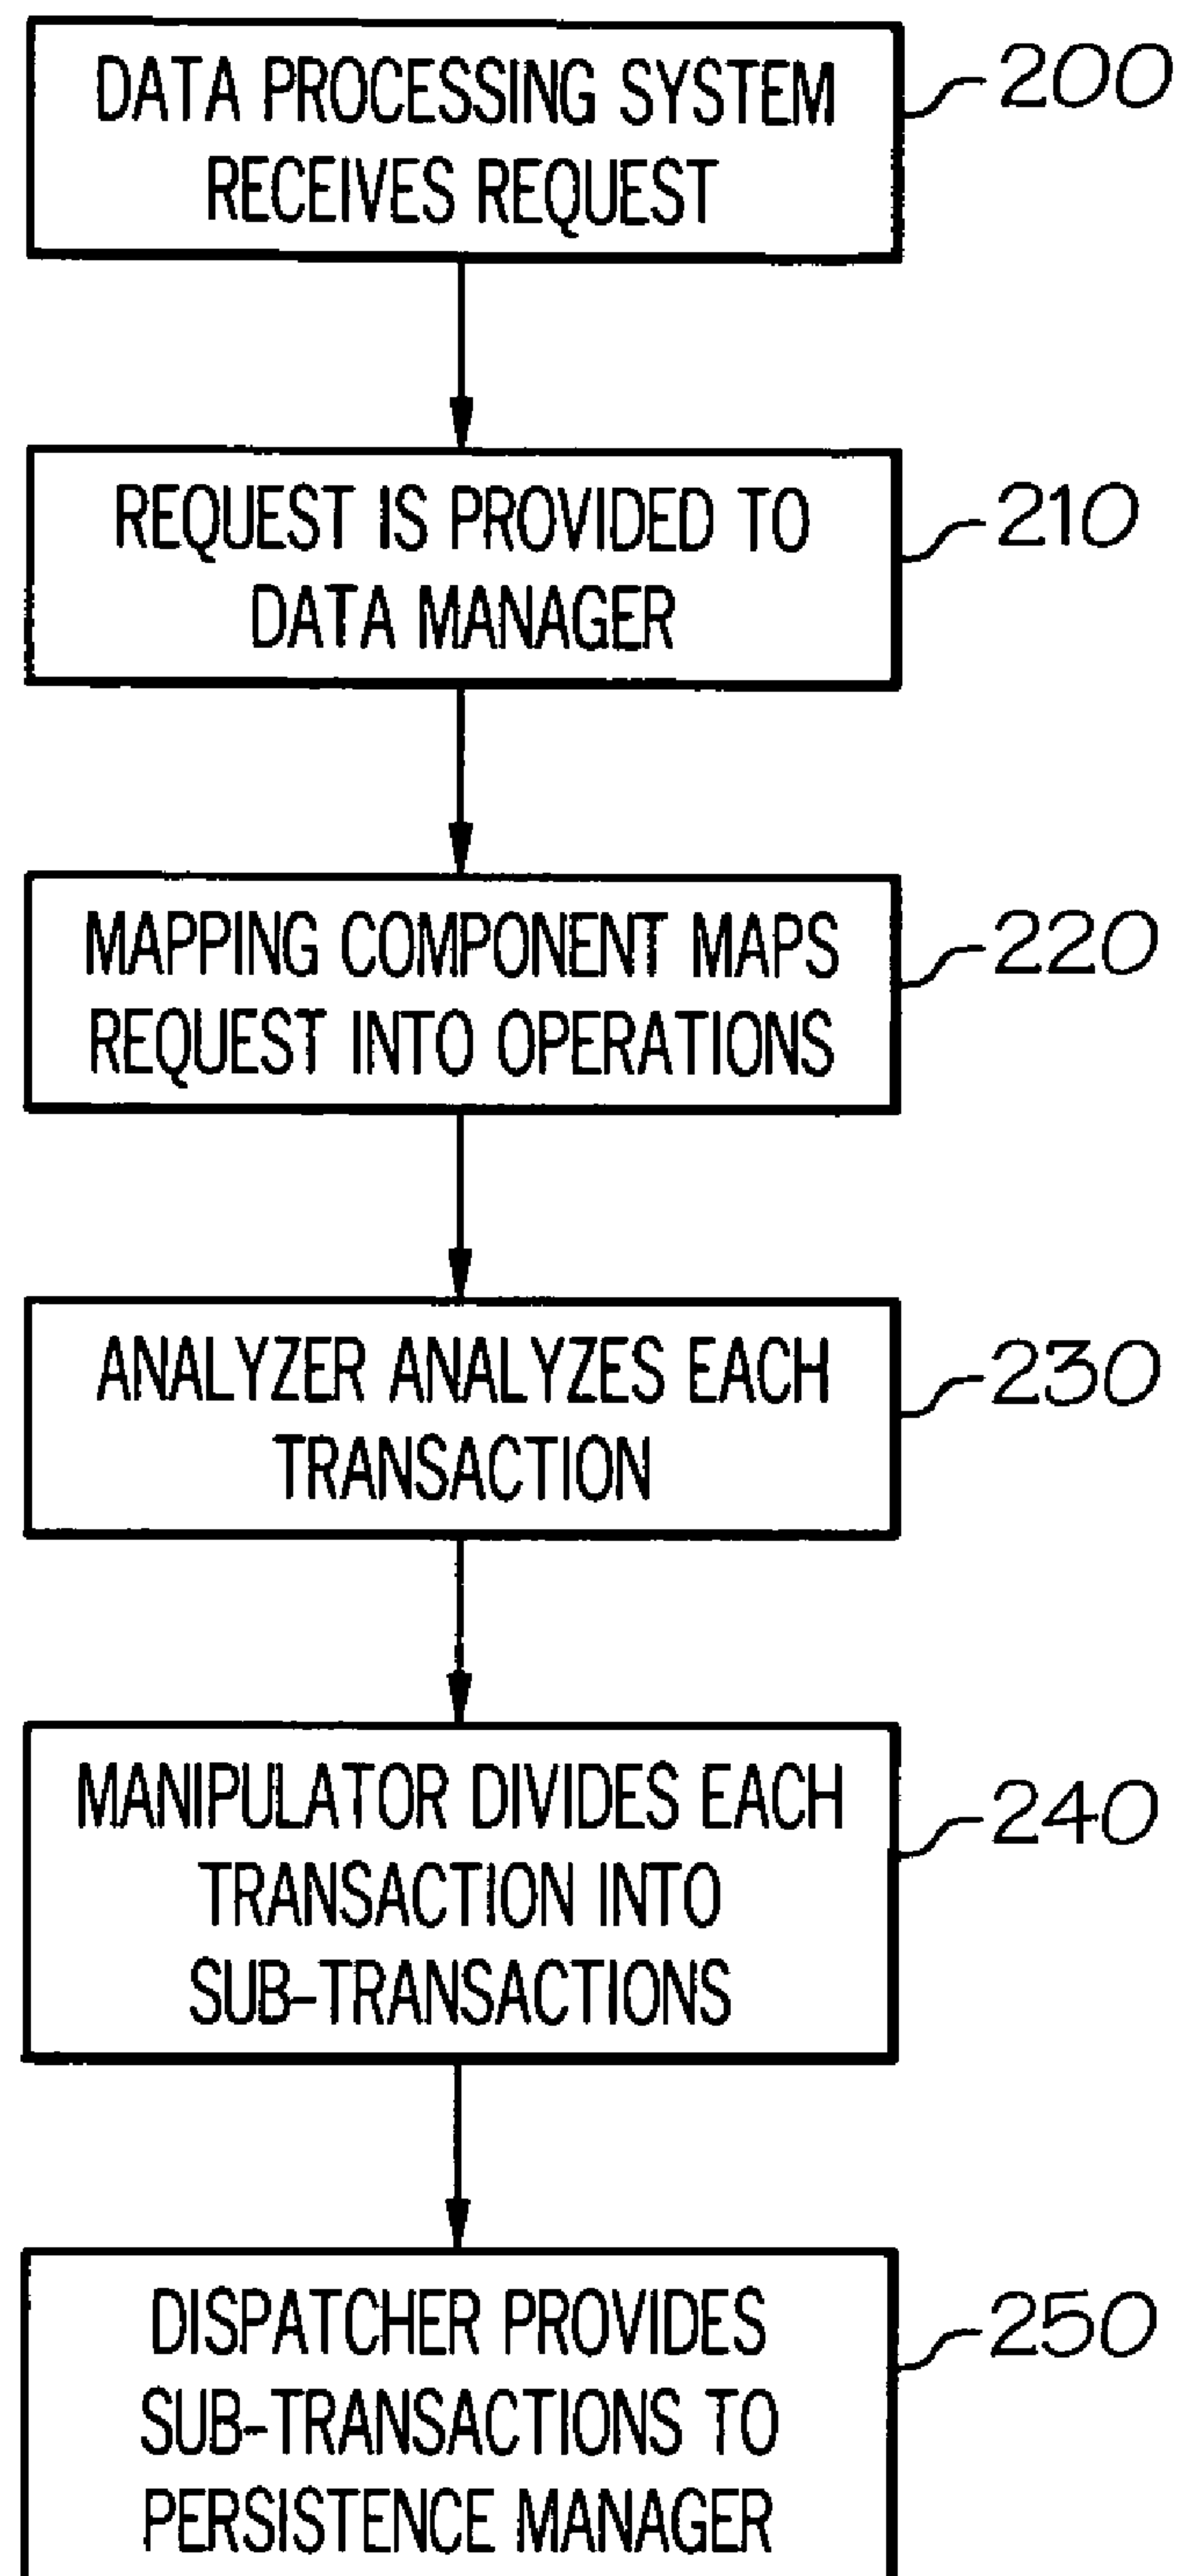 DATA PROCESSING SYSTEM
RECEIVES REQUEST
200
REQUEST IS PROVIDED TO
DATA MANAGER
210
MAPPING COMPONENT MAPS
REQUEST INTO OPERATIONS
220
ANALYZER ANALYZES EACH
TRANSACTION
230
MANIPULATOR DIVIDES EACH
TRANSACTION INTO
SUB-TRANSACTIONS
240
DISPATCHER PROVIDES
SUB-TRANSACTIONS TO
PERSISTENCE MANAGER
250